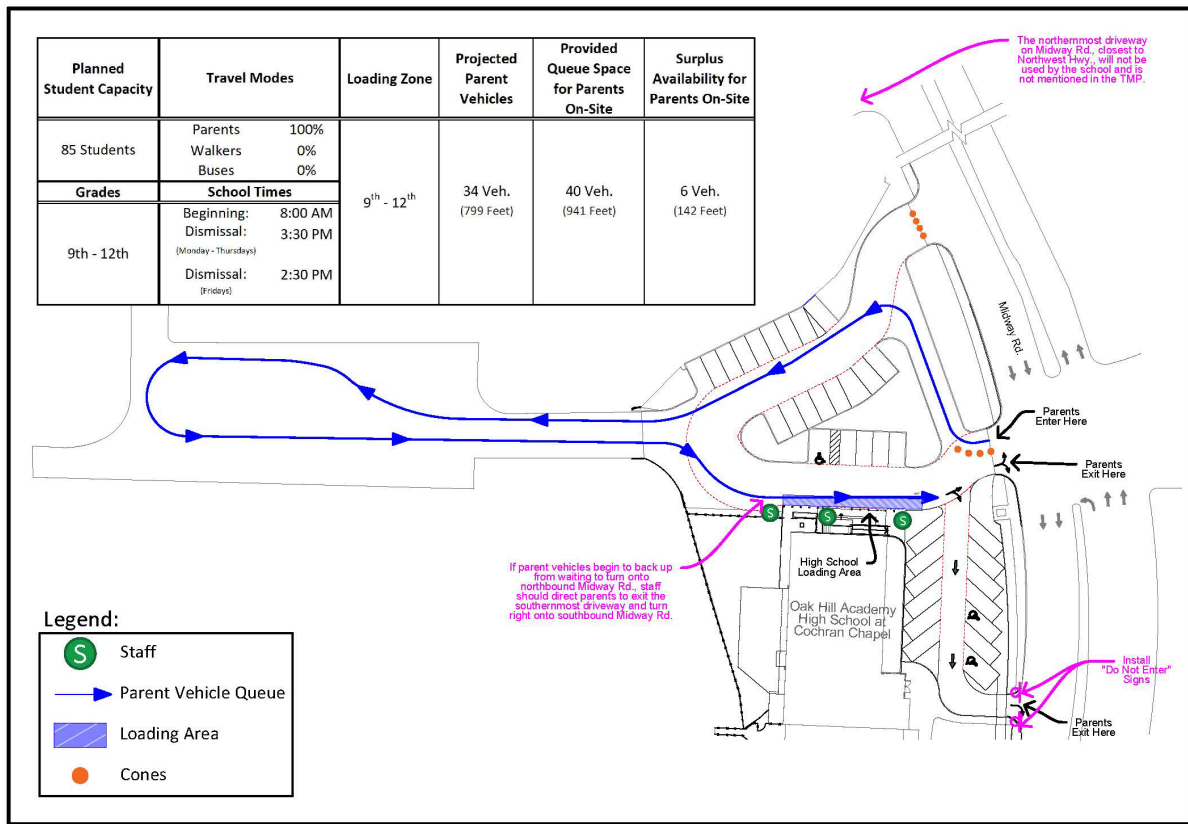 Planned
Student Capacity
Travel Modes
Loading Zone
Projected
Parent
Vehicles
Provided
Queue Space
for Parents
On-Site
Surplus
Availability for
Parents On-Site
85 Students
Parents 100%
Walkers 0%
Buses 0%
9th - 12th
34 Veh.
(799 Feet)
40 Veh.
(941 Feet)
6 Veh.
(142 Feet)
Grades
School Times
9th - 12th
Beginning: 8:00 AM
Dismissal: 3:30 PM
(Monday - Thursdays)
Dismissal: 2:30 PM
(Fridays)
The northernmost driveway
on Midway Rd., closest to
Northwest Hwy., will not be
used by the school and is
not mentioned in the TMP.
Midway Rd.
Parents
Enter Here
Parents
Exit Here
S
S
S
If parent vehicles begin to back up
from waiting to turn onto
northbound Midway Rd., staff
should direct parents to exit the
southernmost driveway and turn
right onto southbound Midway Rd.
High School
Loading Area
Oak Hill Academy
High School at
Cochran Chapel
Install
"Do Not Enter"
Signs
Parents
Exit Here
Legend:
S Staff
Parent Vehicle Queue
Loading Area
Cones